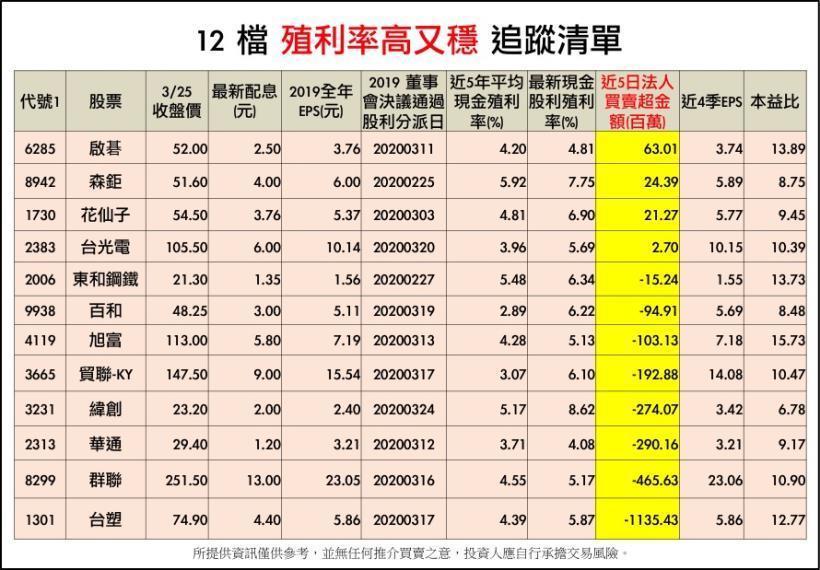 12 檔 殖利率高又穩 追蹤清單
代號1 股票 3/25 收盤價 最新配息 (元) 2019全年 EPS(元) 2019 董事 會決議通過 股利分派日 近5年平均 現金殖利 率(%) 最新現金 股利殖利 率(%) 近5日法人 買賣超金 額(百萬) 近4季EPS 本益比
6285 啟碁 52.00 2.50 3.76 20200311 4.20 4.81 63.01 3.74 13.89
8942 森鉅 51.60 4.00 6.00 20200225 5.92 7.75 24.39 5.89 8.75
1730 花仙子 54.50 3.76 5.37 20200303 4.81 6.90 21.27 5.77 9.45
2383 台光電 105.50 6.00 10.14 20200320 3.96 5.69 2.70 10.15 10.39
2006 東和鋼鐵 21.30 1.35 1.56 20200227 5.48 6.34 -15.24 1.55 13.73
9938 百和 48.25 3.00 5.11 20200319 2.89 6.22 -94.91 5.69 8.48
4119 旭富 113.00 5.80 7.19 20200313 4.28 5.13 -103.13 7.18 15.73
3665 貿聯-KY 147.50 9.00 15.54 20200317 3.07 6.10 -192.88 14.08 10.47
3231 緯創 23.20 2.00 2.40 20200324 5.17 8.62 -274.07 3.42 6.78
2313 華通 29.40 1.20 3.21 20200312 3.71 4.08 -290.16 3.21 9.17
8299 群聯 251.50 13.00 23.05 20200316 4.55 5.17 -465.63 23.06 10.90
1301 台塑 74.90 4.40 5.86 20200317 4.39 5.87 -1135.43 5.86 12.77
所提供資訊僅供參考，並無任何推介買賣之意，投資人應自行承擔交易風險。